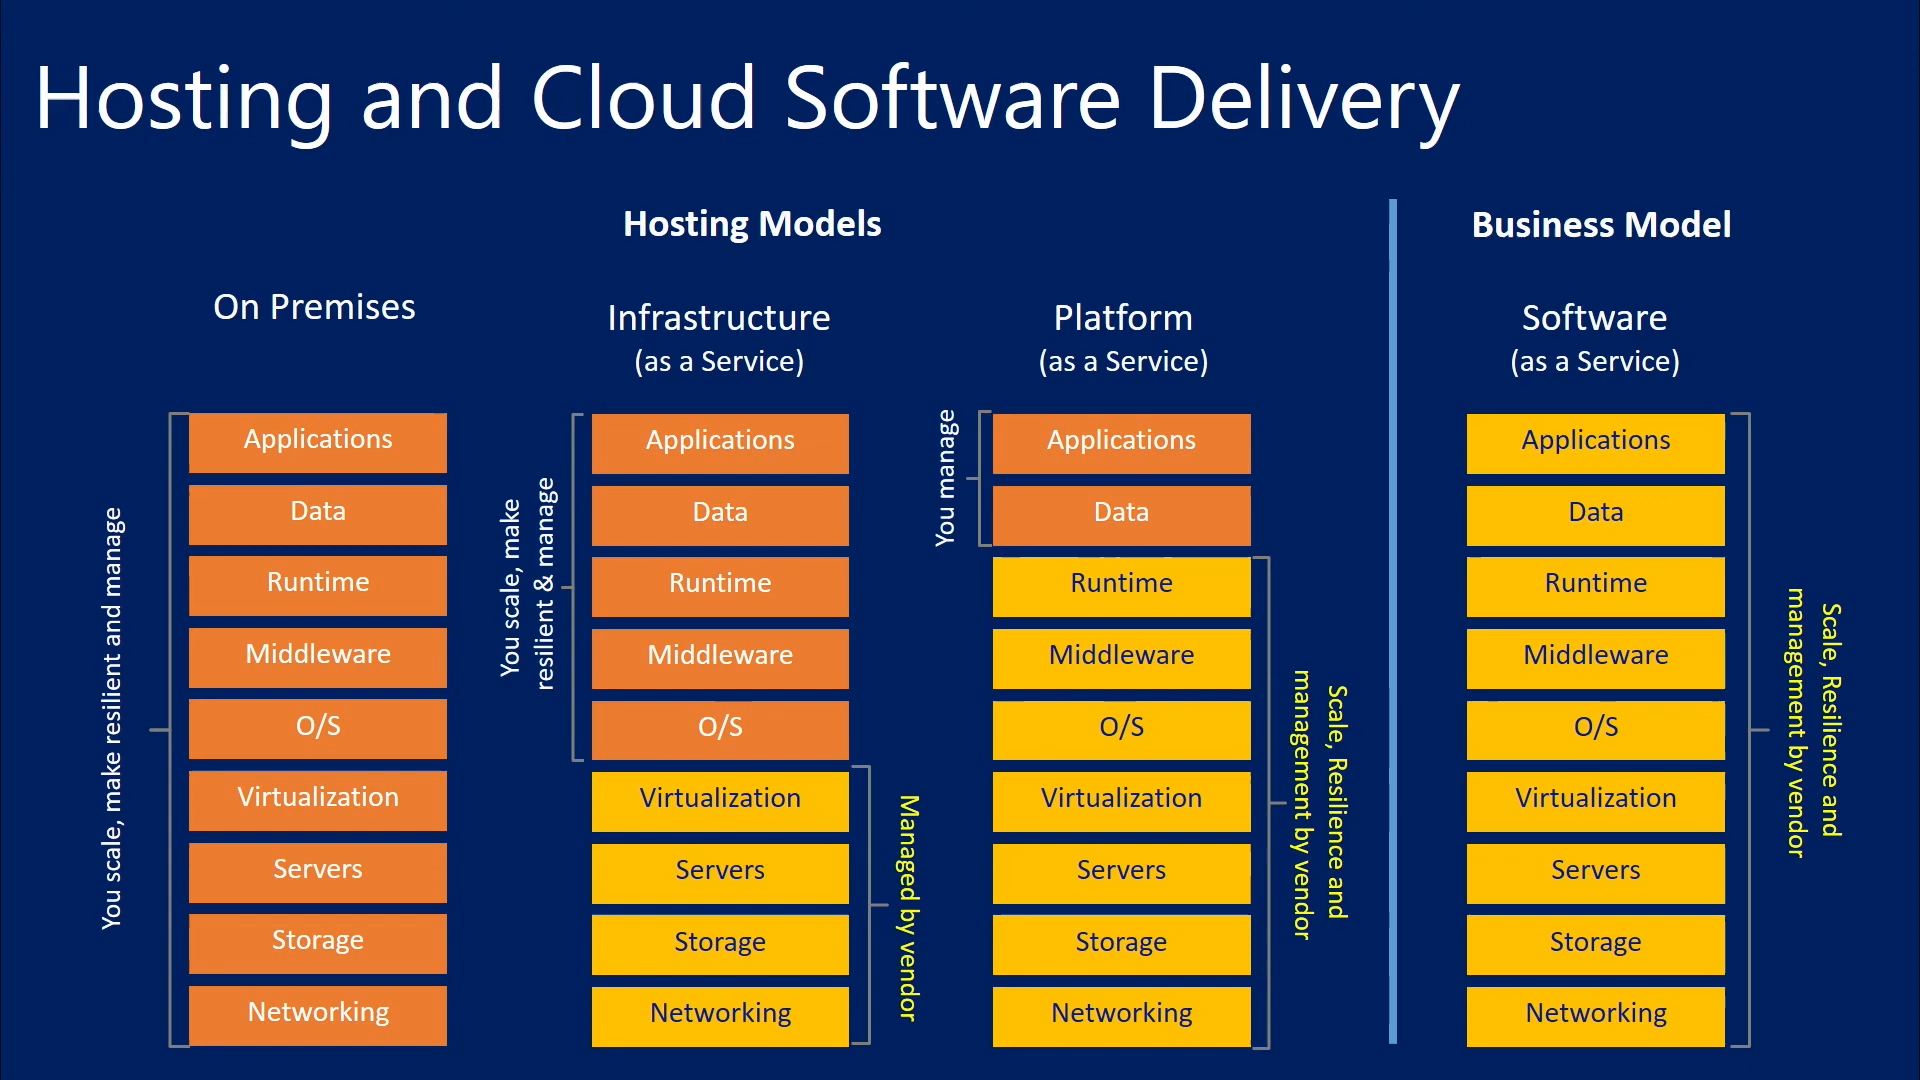 Hosting and Cloud Software Delivery
Hosting Models
Business Model
On Premises
You scale, make resilient and manage
Applications
Data
Runtime
Middleware
O/S
Virtualization
Servers
Storage
Networking
Infrastructure
(as a Service)
You scale, make
resilient & manage
Applications
Data
Runtime
Middleware
O/S
Virtualization
Servers
Storage
Networking
Managed by vendor
Platform
(as a Service)
You manage
Applications
Data
Runtime
Middleware
O/S
Virtualization
Servers
Storage
Networking
Scale, Resilience and
management by vendor
Software
(as a Service)
Applications
Data
Runtime
Middleware
O/S
Virtualization
Servers
Storage
Networking
Scale, Resilience and
management by vendor